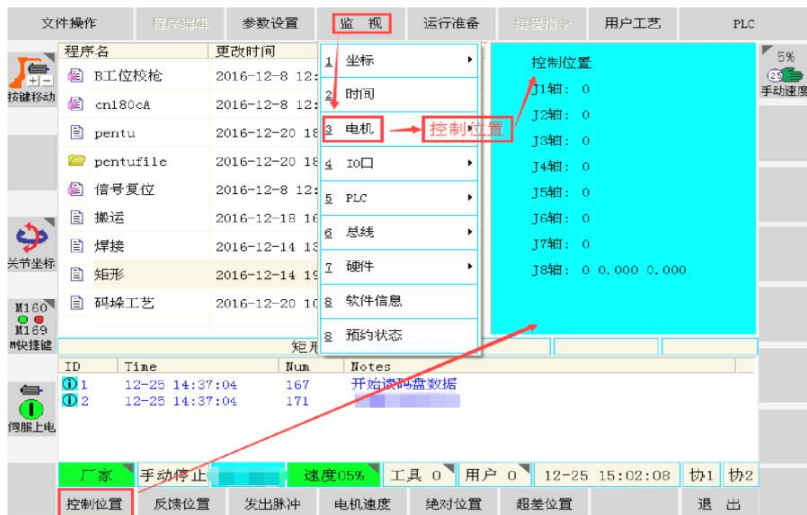 文件操作 参数设置 监 视 运行准备 用户工艺 PLC
程序名 更改时间
B工位校枪 2016-12-8 12:
cn180cA 2016-12-8 12:
pentu 2016-12-20 18
pentufile 2016-12-20 18
信号复位 2016-12-8 12:
搬运 2016-12-18 16
焊接 2016-12-14 13
矩形 2016-12-14 19
码垛工艺 2016-12-20 10
矩形
1 坐标
2 时间
3 电机
4 IO口
5 PLC
6 总线
7 硬件
8 软件信息
8 预约状态
控制位置
控制位置
J1轴: 0
J2轴: 0
J3轴: 0
J4轴: 0
J5轴: 0
J6轴: 0
J7轴: 0
J8轴: 0 0.000 0.000
按键移动
关节坐标
M160
M169
M快捷键
伺服上电
5%
25
手动速度
ID Time Num Notes
1 12-25 14:37:04 167 开始读码盘数据
2 12-25 14:37:04 171
厂家 手动停止 速度05% 工具 0 用户 0 12-25 15:02:08 协1 协2
控制位置 反馈位置 发出脉冲 电机速度 绝对位置 超差位置 退 出